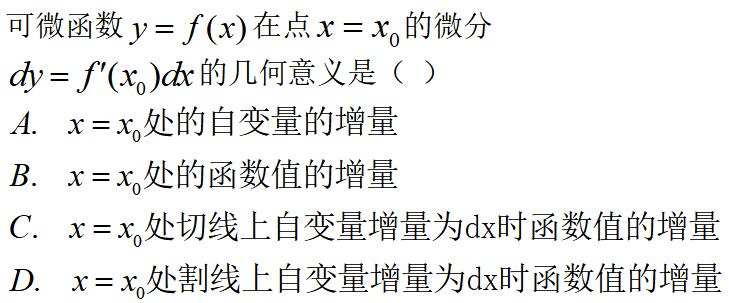 可微函数 y = f(x) 在点 x = x₀ 的微分
dy = f′(x₀)dx 的几何意义是（ ）
A. x = x₀处的自变量的增量
B. x = x₀处的函数值的增量
C. x = x₀处切线上自变量增量为dx时函数值的增量
D. x = x₀处割线上自变量增量为dx时函数值的增量